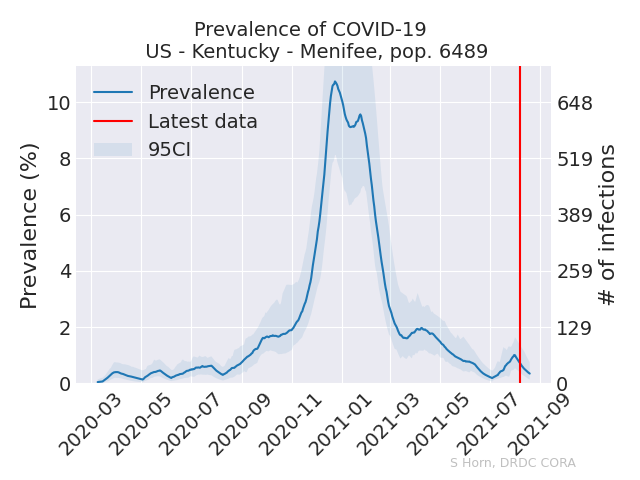 Prevalence of COVID-19
US - Kentucky - Menifee, pop. 6489
Prevalence
Latest data
95CI
Prevalence (%)
10
8
6
4
2
0
648
519
389
259
129
0
# of infections
2020-03
2020-05
2020-07
2020-09
2020-11
2021-01
2021-03
2021-05
2021-07
2021-09
S Horn, DRDC CORA